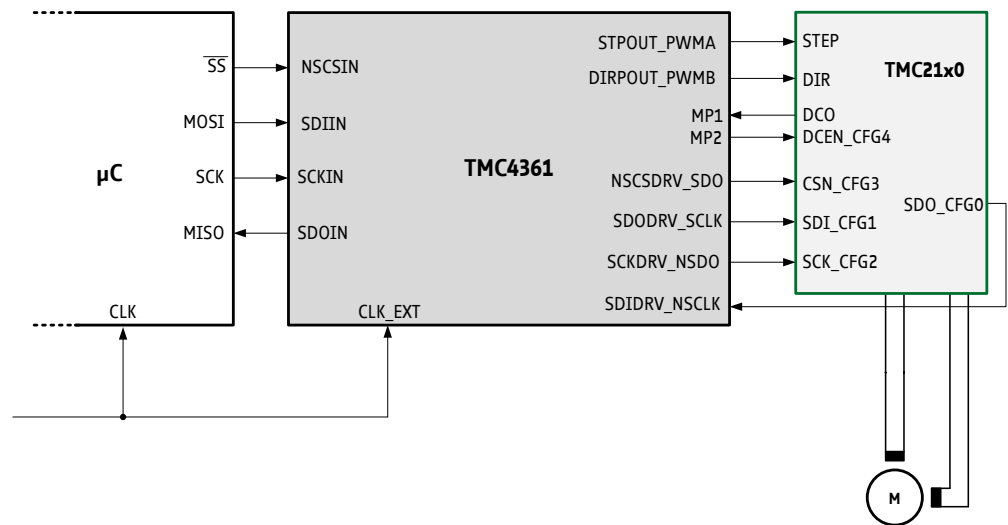 STPOUT_PWMA
STEP
SS
NSCSIN
DIRPOUT_PWMB
DIR
TMC21x0
MP1
DCO
MOSI
SDIIN
MP2
DCEN_CFG4
µC
TMC4361
SCK
SCKIN
NSCSDRV_SDO
CSN_CFG3
SDO_CFG0
MISO
SDOIN
SDODRV_SCLK
SDI_CFG1
SCKDRV_NSDO
SCK_CFG2
SDIDRV_NSCLK
CLK
CLK_EXT
M